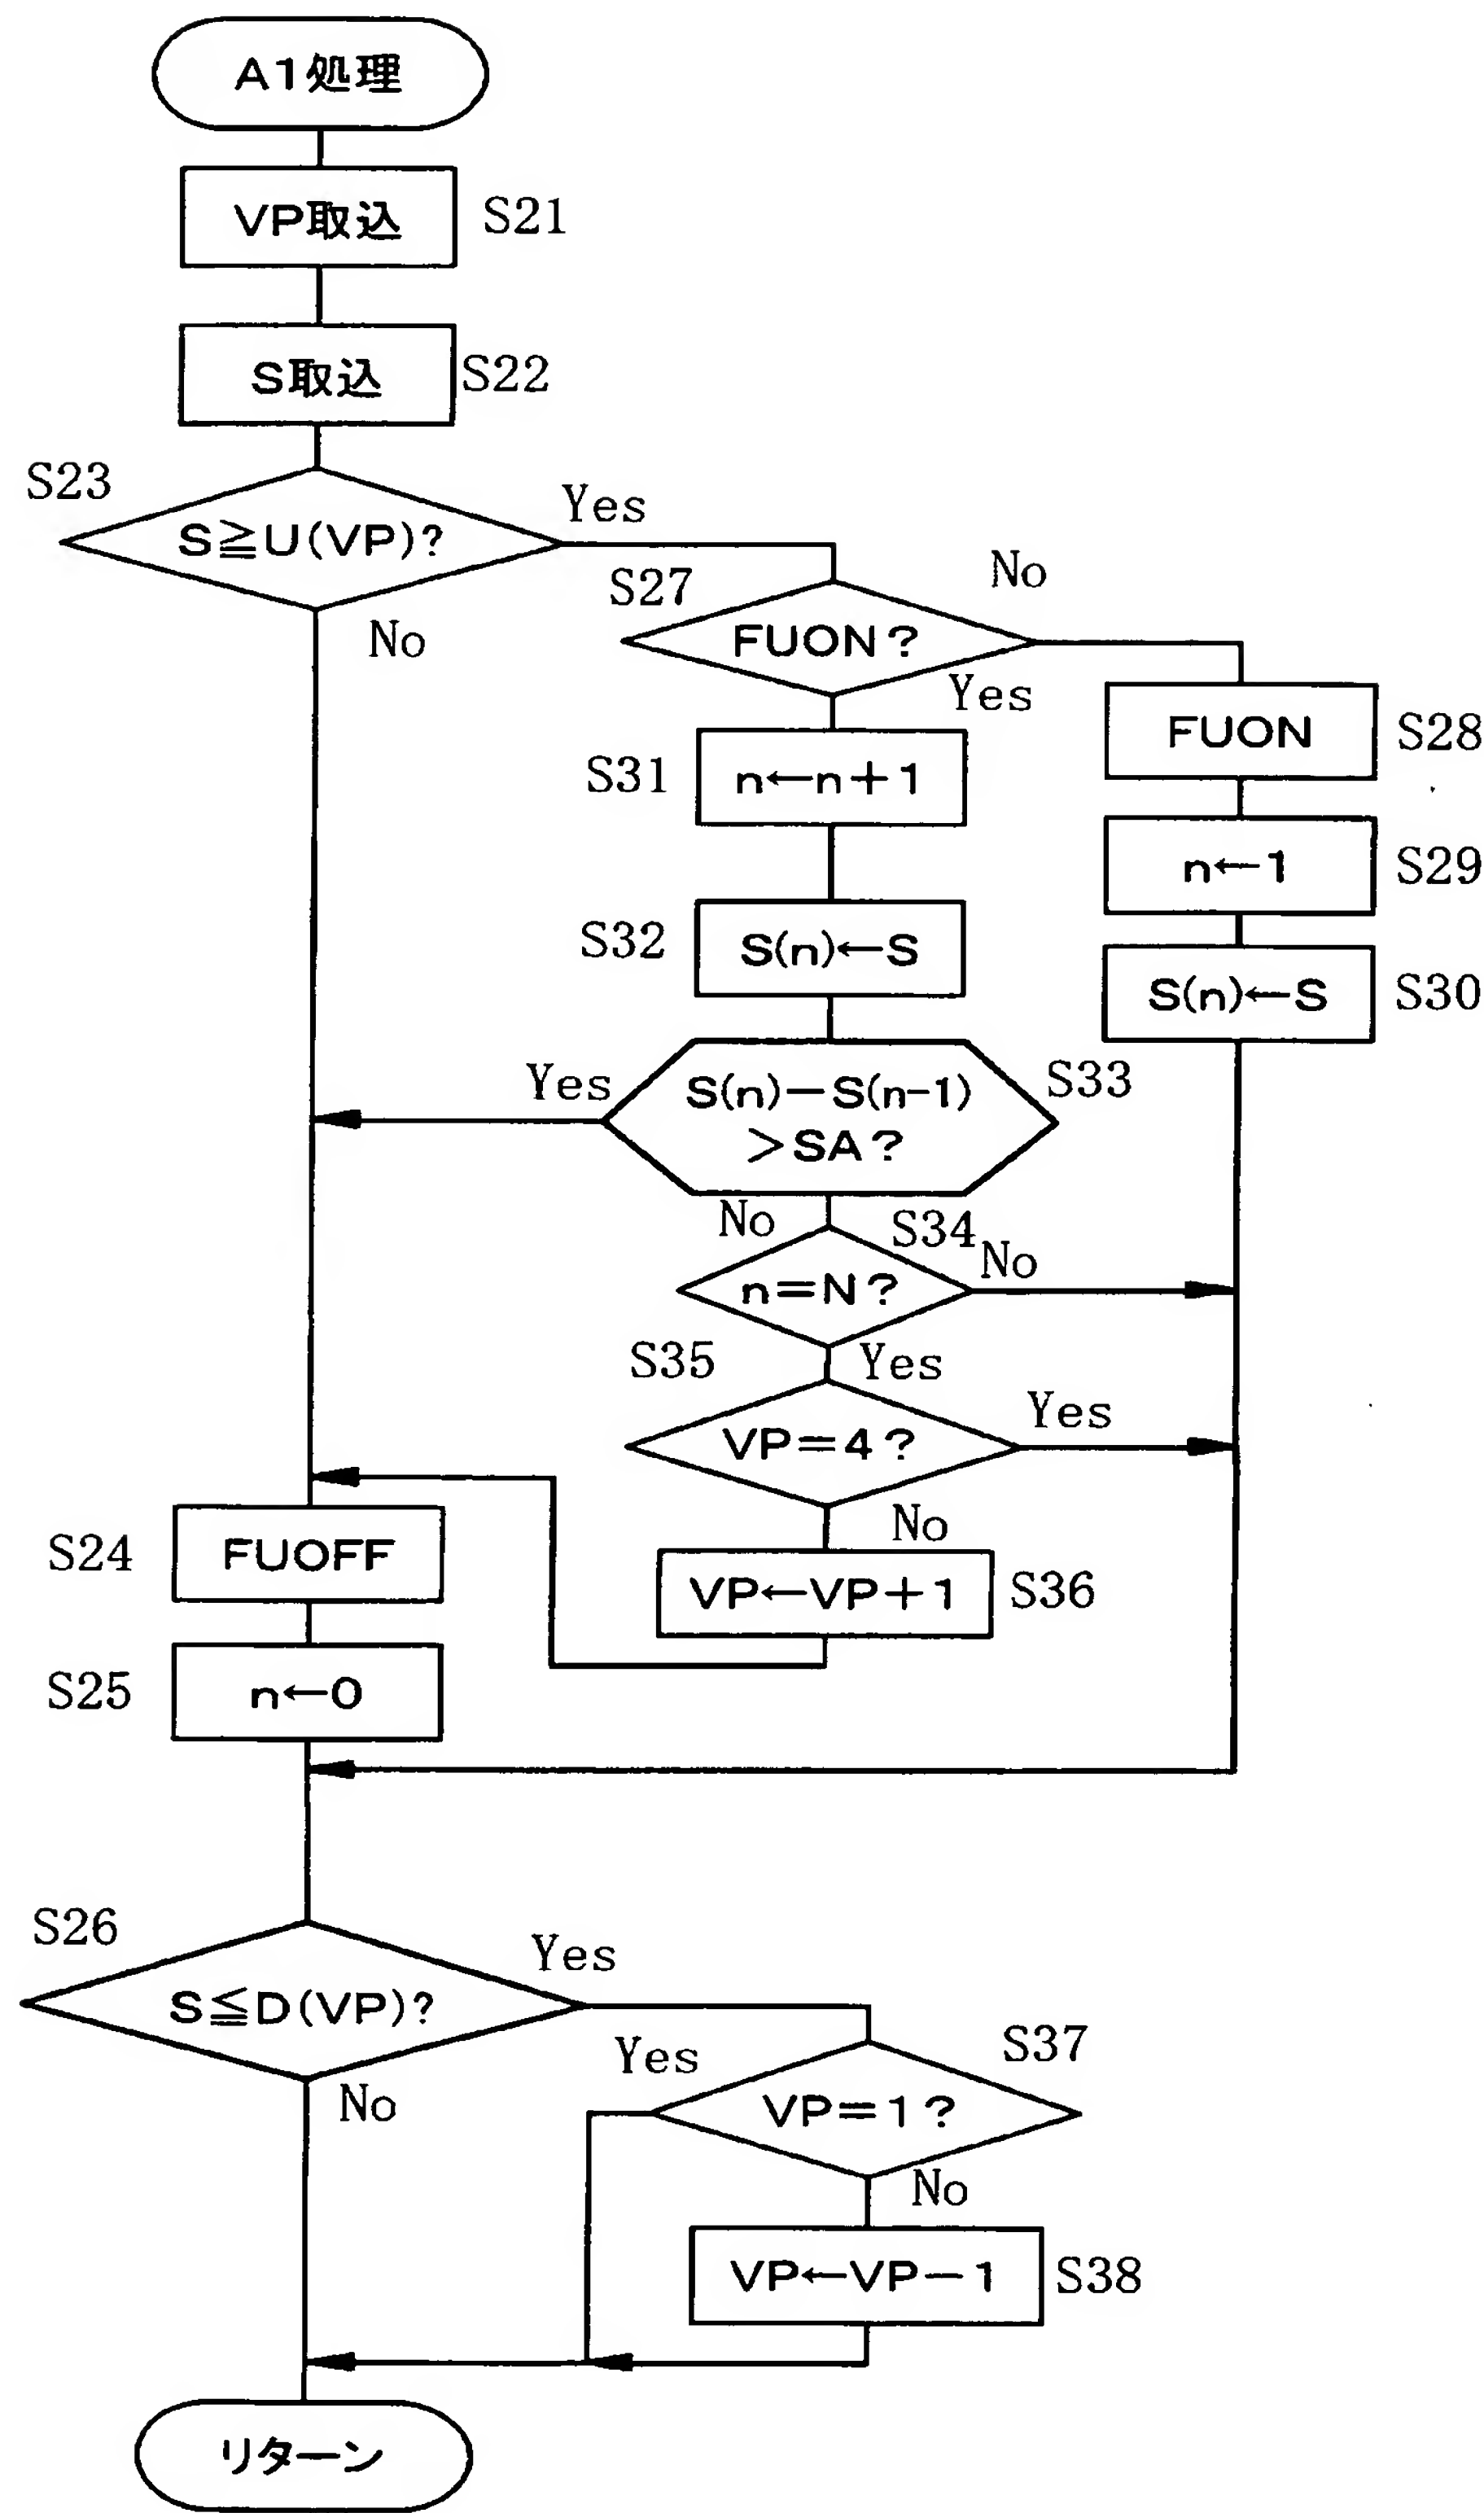 A1処理
VP取込
S21
S取込
S22
S23
S≧U(VP)?
Yes
No
S27
FUON?
No
Yes
FUON
S28
S31
n←n+1
n←1
S29
S32
S(n)←S
S(n)←S
S30
Yes
S(n)−S(n-1)
>SA?
S33
No
S34
n=N?
No
S35
Yes
VP=4?
Yes
No
S24
FUOFF
VP←VP+1
S36
S25
n←0
S26
S≦D(VP)?
Yes
No
S37
Yes
VP=1?
No
VP←VP−1
S38
リターン